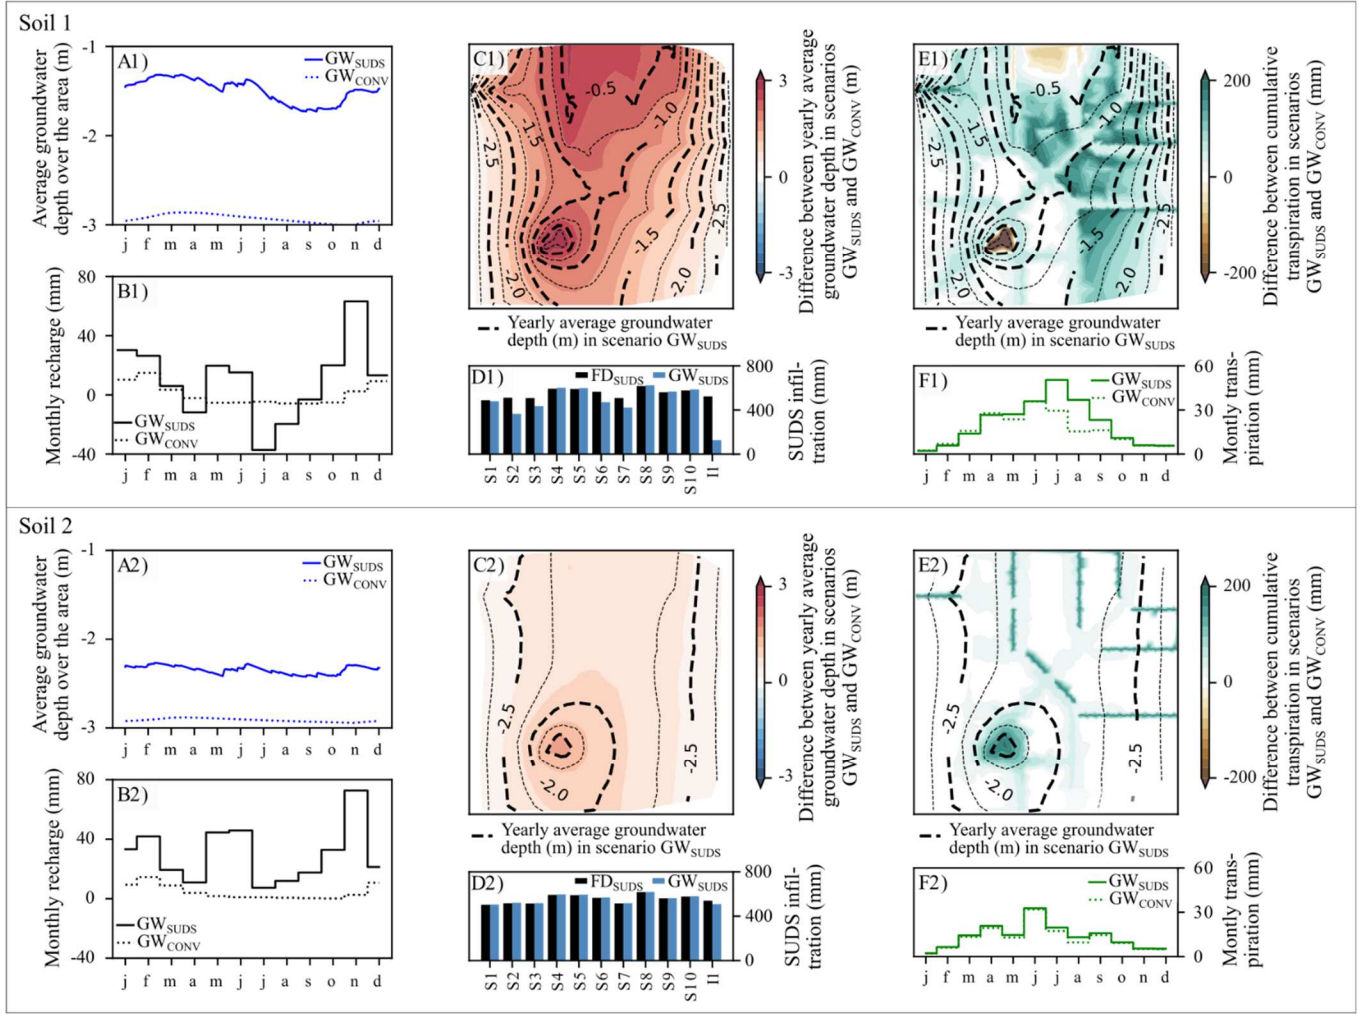 Soil 1
Average groundwater
depth over the area (m)
-1
-2
-3
A1)
GWSUDS
GWCONV
j f m a m j j a s o n d
Monthly recharge (mm)
80
40
0
-40
B1)
GWSUDS
GWCONV
j f m a m j j a s o n d
C1)
-0.5
-1.0
-1.5
-2.5
-1.5
-2.0
-2.0
-2.5
3
0
-3
Difference between yearly average
groundwater depth in scenarios
GWSUDS and GWCONV (m)
Yearly average groundwater
depth (m) in scenario GWSUDS
D1)
FDSUDS
GWSUDS
800
400
0
SUDS infil-
tration (mm)
S1 S2 S3 S4 S5 S6 S7 S8 S9 S10 I1
E1)
-0.5
-1.0
-1.5
-2.5
-1.5
-2.0
-2.0
-2.5
200
0
-200
Difference between cumulative
transpiration in scenarios
GWSUDS and GWCONV (mm)
Yearly average groundwater
depth (m) in scenario GWSUDS
F1)
GWSUDS
GWCONV
60
30
0
Montly trans-
piration (mm)
j f m a m j j a s o n d
Soil 2
Average groundwater
depth over the area (m)
-1
-2
-3
A2)
GWSUDS
GWCONV
j f m a m j j a s o n d
Monthly recharge (mm)
80
40
0
-40
B2)
GWSUDS
GWCONV
j f m a m j j a s o n d
C2)
-2.5
-2.0
-2.5
3
0
-3
Difference between yearly average
groundwater depth in scenarios
GWSUDS and GWCONV (m)
Yearly average groundwater
depth (m) in scenario GWSUDS
D2)
FDSUDS
GWSUDS
800
400
0
SUDS infil-
tration (mm)
S1 S2 S3 S4 S5 S6 S7 S8 S9 S10 I1
E2)
-2.5
-2.0
-2.5
200
0
-200
Difference between cumulative
transpiration in scenarios
GWSUDS and GWCONV (mm)
Yearly average groundwater
depth (m) in scenario GWSUDS
F2)
GWSUDS
GWCONV
60
30
0
Montly trans-
piration (mm)
j f m a m j j a s o n d